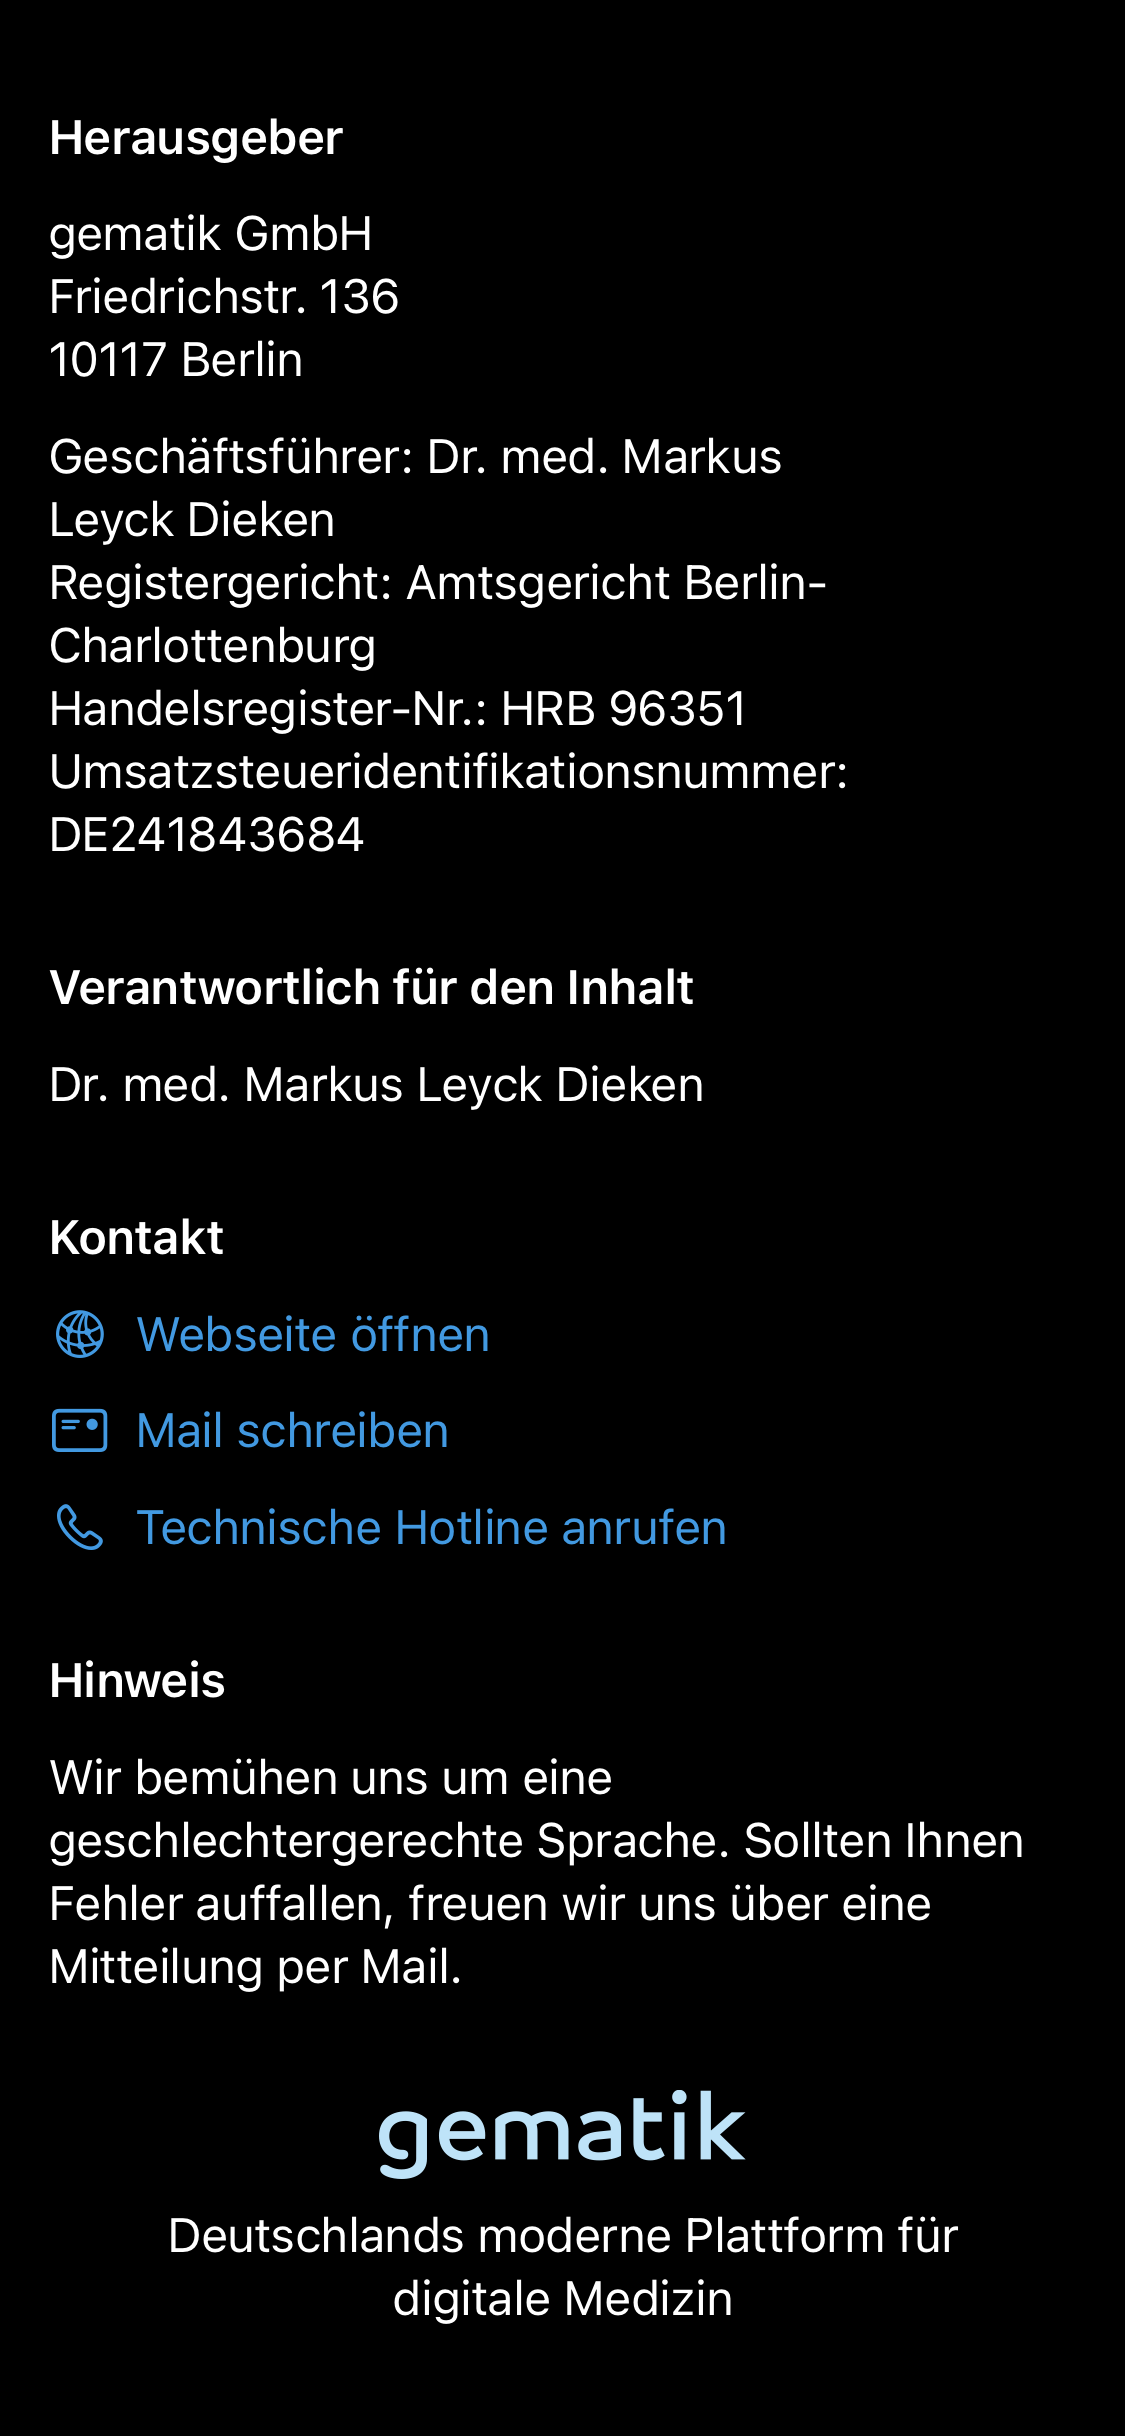 Herausgeber
gematik GmbH
Friedrichstr. 136
10117 Berlin
Geschäftsführer: Dr. med. Markus
Leyck Dieken
Registergericht: Amtsgericht Berlin-
Charlottenburg
Handelsregister-Nr.: HRB 96351
Umsatzsteueridentifikationsnummer:
DE241843684
Verantwortlich für den Inhalt
Dr. med. Markus Leyck Dieken
Kontakt
Webseite öffnen
Mail schreiben
Technische Hotline anrufen
Hinweis
Wir bemühen uns um eine
geschlechtergerechte Sprache. Sollten Ihnen
Fehler auffallen, freuen wir uns über eine
Mitteilung per Mail.
gematik
Deutschlands moderne Plattform für
digitale Medizin